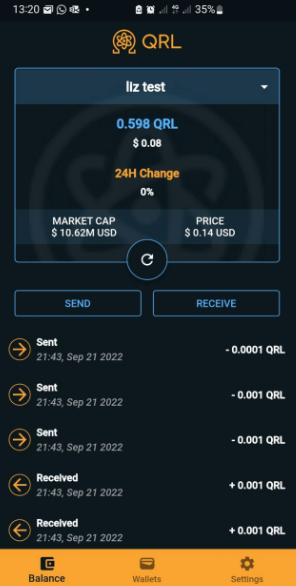 13:20
35%
QRL
llz test
0.598 QRL
$ 0.08
24H Change
0%
MARKET CAP
$ 10.62M USD
PRICE
$ 0.14 USD
SEND
RECEIVE
Sent
21:43, Sep 21 2022
- 0.0001 QRL
Sent
21:43, Sep 21 2022
- 0.001 QRL
Sent
21:43, Sep 21 2022
- 0.001 QRL
Received
21:43, Sep 21 2022
+ 0.001 QRL
Received
21:43, Sep 21 2022
+ 0.001 QRL
Balance
Wallets
Settings